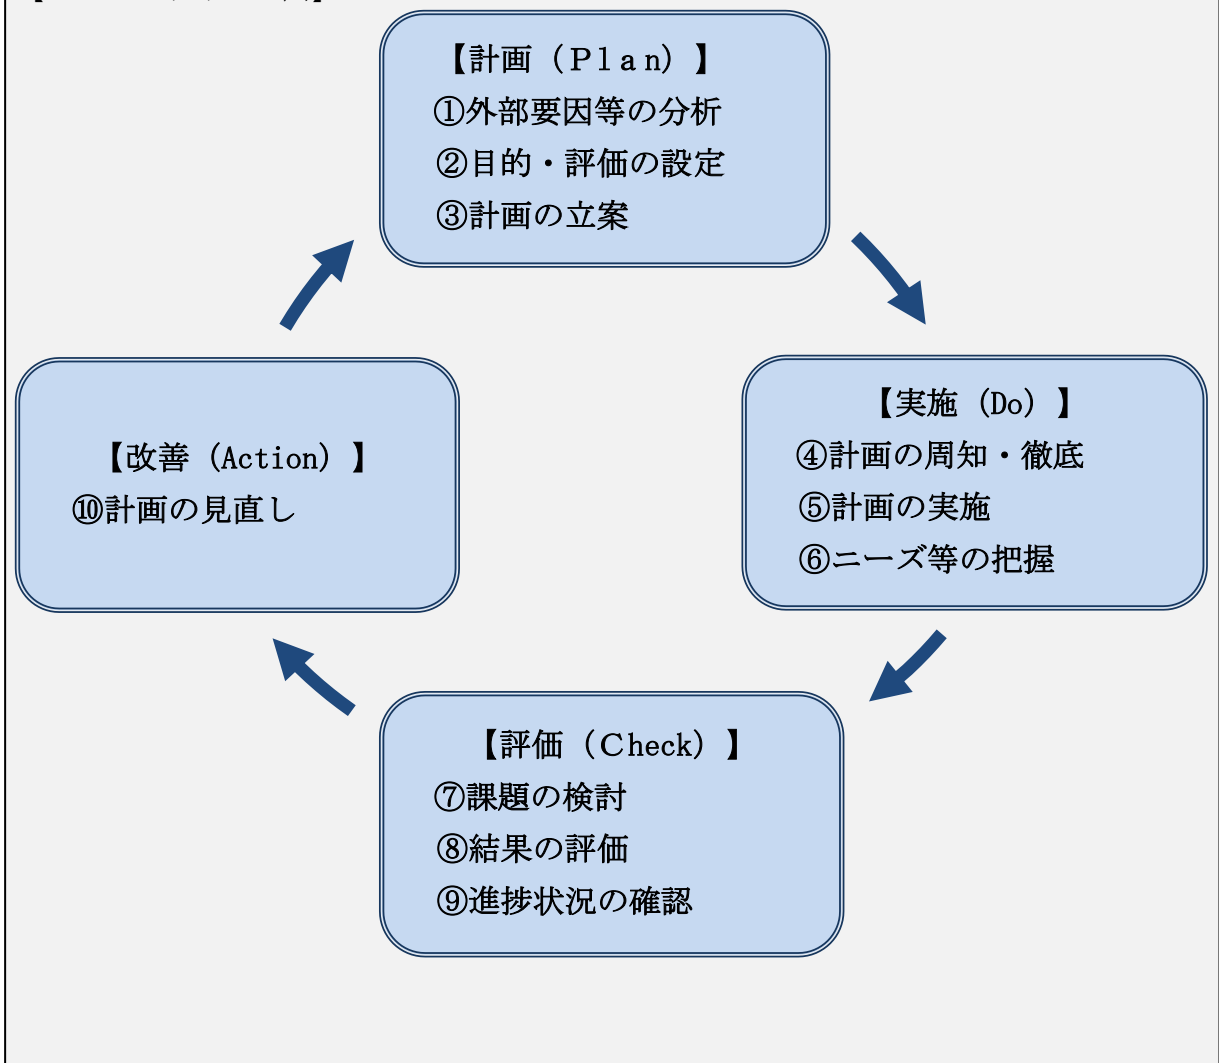 【計画（Ｐｌａｎ）】
①外部要因等の分析
②目的・評価の設定
③計画の立案
【実施（Do）】
④計画の周知・徹底
⑤計画の実施
⑥ニーズ等の把握
【改善（Action）】
⑩計画の見直し
【評価（Ｃheck）】
⑦課題の検討
⑧結果の評価
⑨進捗状況の確認